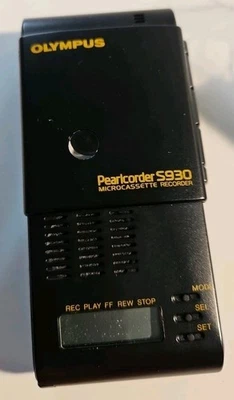 OLYMPUS
Pearlcorder S930
MICROCASSETTE RECORDER
MODE
REC PLAY FF REW STOP
SEL
SET